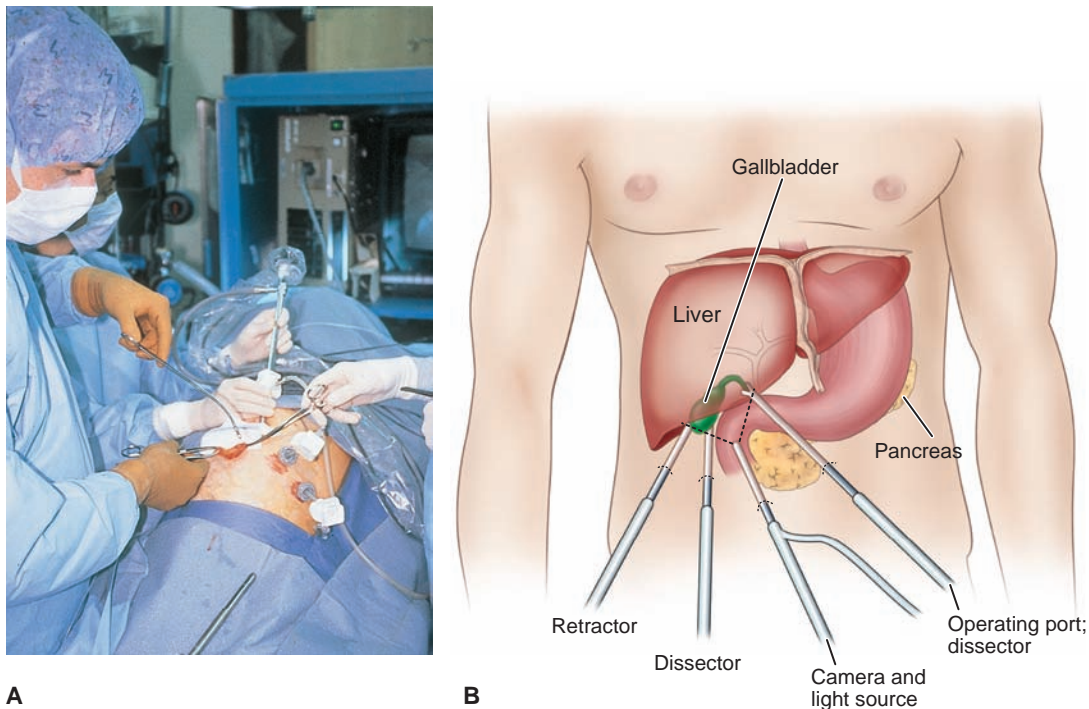 Gallbladder
Liver
Pancreas
Retractor
Dissector
Camera and
light source
Operating port;
dissector
A
B